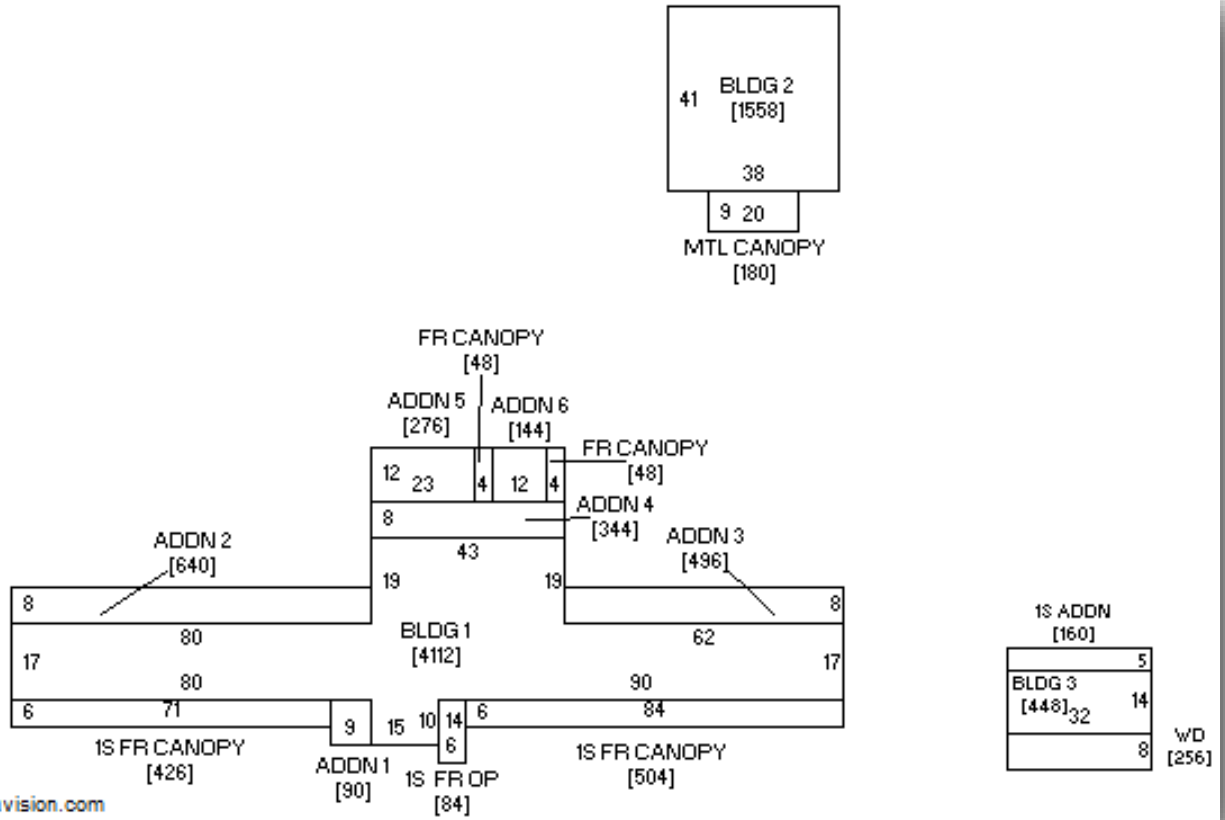 41
BLDG 2
[1558]
38
9 20
MTL CANOPY
[180]
FR CANOPY
[48]
ADDN 5
[276]
ADDN 6
[144]
FR CANOPY
[48]
12 23 4 12 4
8
ADDN 4
[344]
43
ADDN 2
[640]
ADDN 3
[496]
19 19
8 8
80
BLDG 1
[4112]
62
17 17
80 90
6 71
9 15 10 14 6 84
6
1S FR CANOPY
[426]
ADDN 1
[90]
1S FR OP
[84]
1S FR CANOPY
[504]
1S ADDN
[160]
5
BLDG 3
[448]
32
14
8
WD
[256]
vision.com